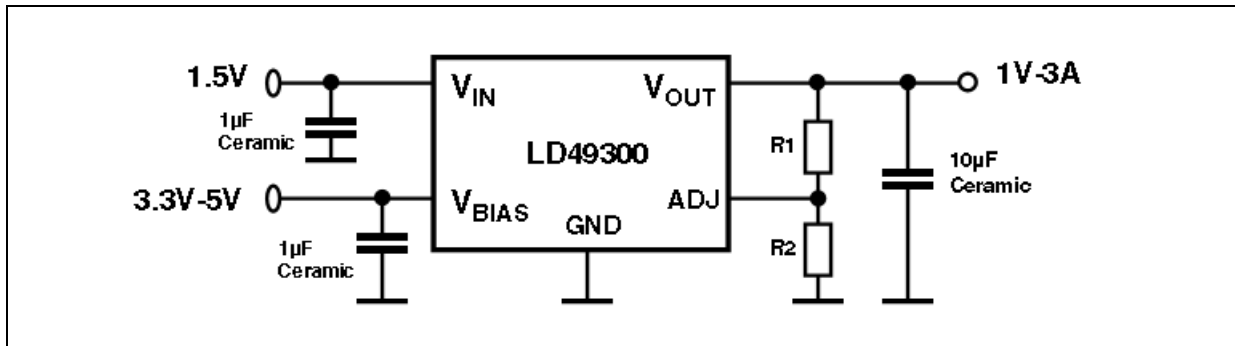 1.5V
1µF
Ceramic
3.3V-5V
1µF
Ceramic
VIN
VBIAS
LD49300
GND
VOUT
ADJ
R1
R2
1V-3A
10µF
Ceramic